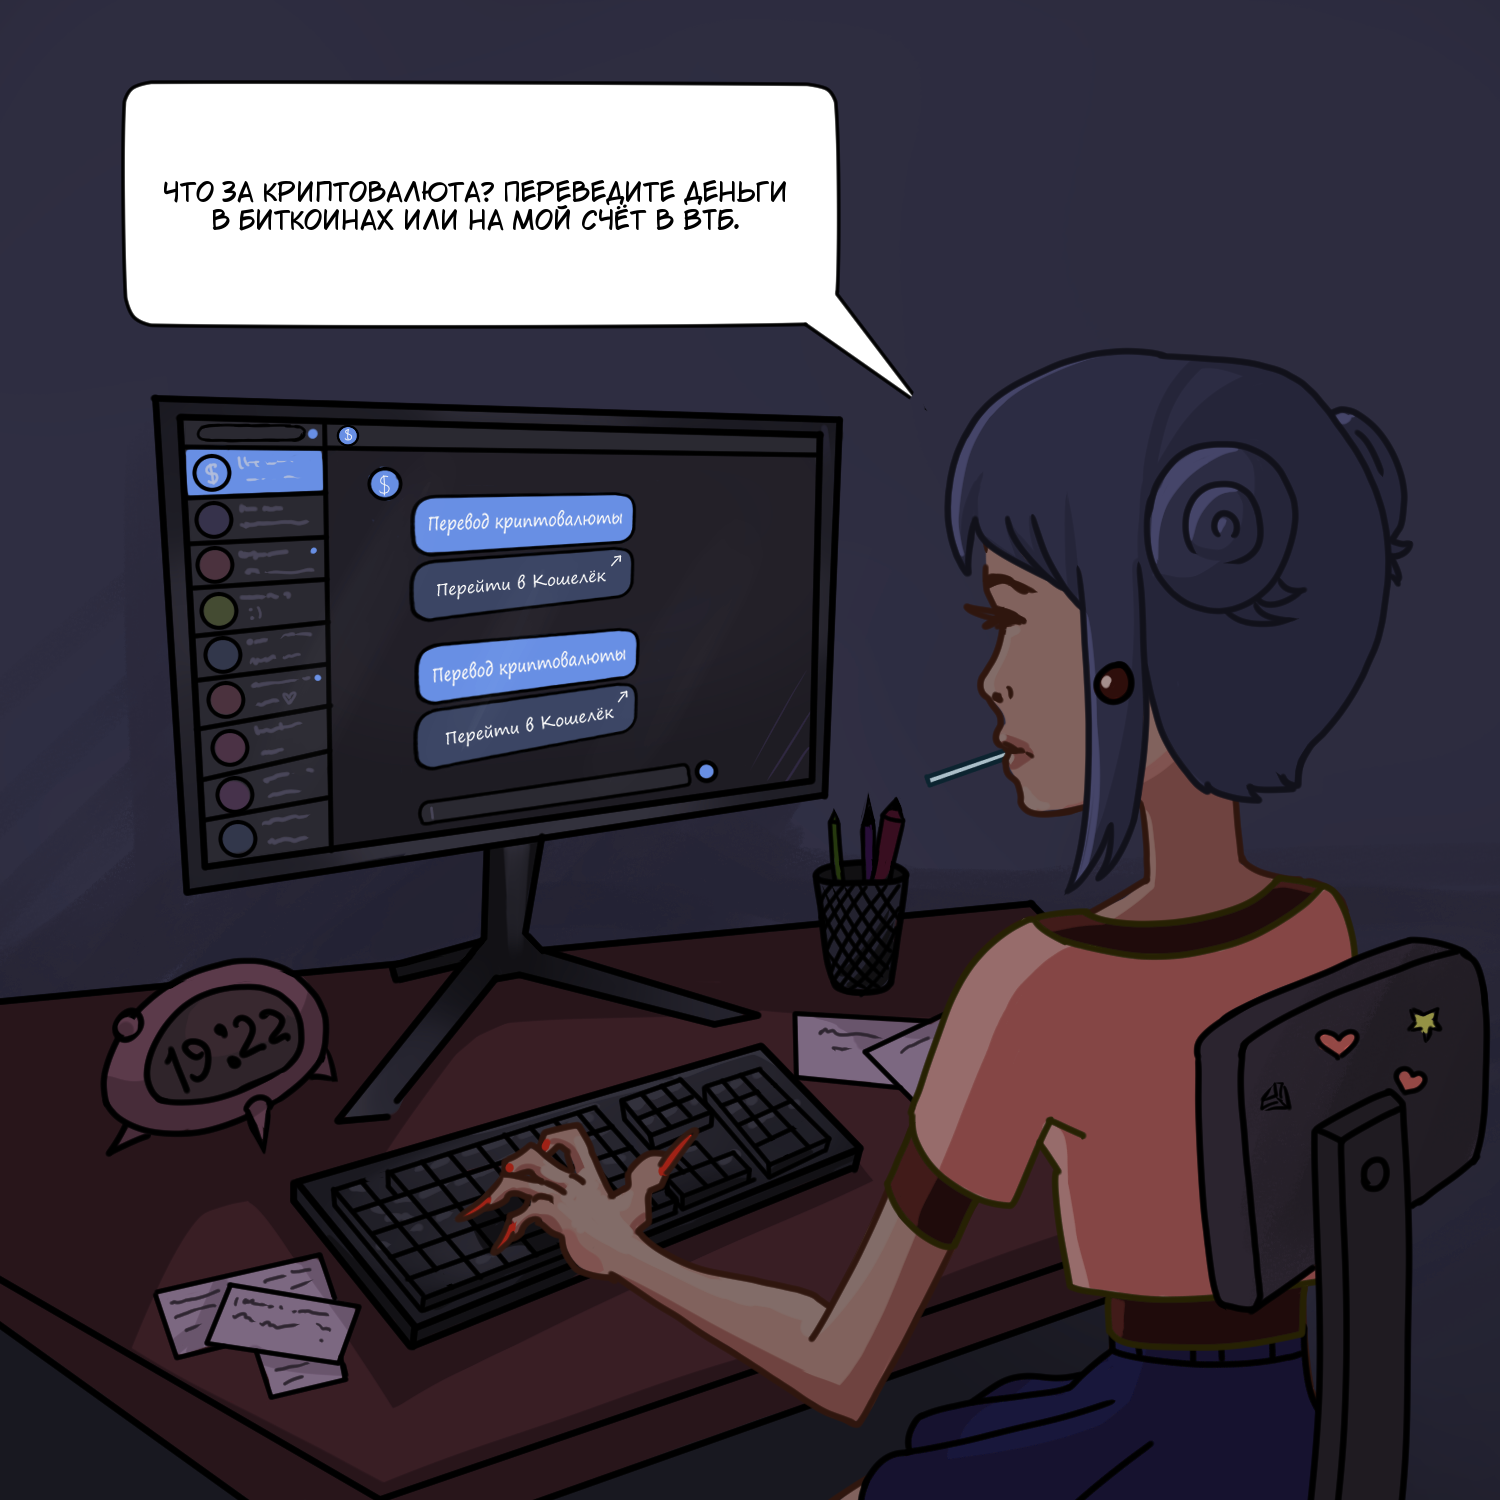 ЧТО ЗА КРИПТОВАЛЮТА? ПЕРЕВЕДИТЕ ДЕНЬГИ
В БИТКОИНАХ ИЛИ НА МОЙ СЧЁТ В ВТБ.
$
$
$
Перевод криптовалюты
Перейти в Кошелёк
Перевод криптовалюты
Перейти в Кошелёк
:)
19:22